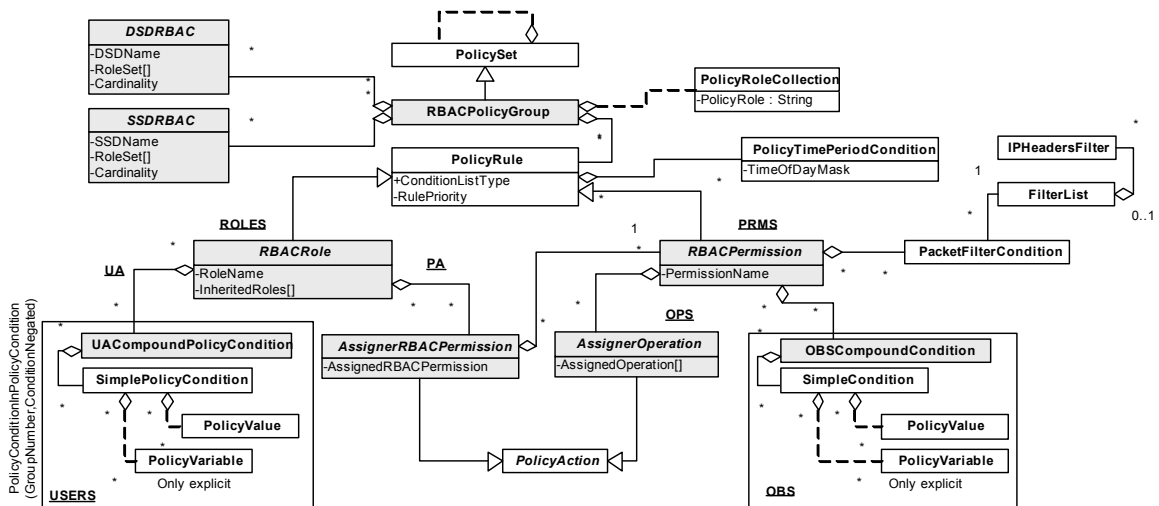 DSDRBAC
-DSDName
-RoleSet[]
-Cardinality
*
*
PolicySet
SSDRBAC
-SSDName
-RoleSet[]
-Cardinality
*
*
RBACPolicyGroup
PolicyRoleCollection
-PolicyRole : String
*
PolicyRule
+ConditionListType
-RulePriority
*
PolicyTimePeriodCondition
-TimeOfDayMask
*
*
IPHeadersFilter
1
FilterList
0..1
*
ROLES
PRMS
*
RBACRole
-RoleName
-InheritedRoles[]
UA
*
PA
*
1
*
RBACPermission
-PermissionName
*
*
PacketFilterCondition
PolicyConditionInPolicyCondition
(GroupNumber,ConditionNegated)
*
UACompoundPolicyCondition
*
SimplePolicyCondition
*
*
PolicyValue
*
PolicyVariable
*
Only explicit
USERS
AssignerRBACPermission
-AssignedRBACPermission
*
*
OPS
AssignerOperation
-AssignedOperation[]
*
PolicyAction
*
*
*
OBSCompoundCondition
*
SimpleCondition
*
*
PolicyValue
*
PolicyVariable
*
Only explicit
OBS